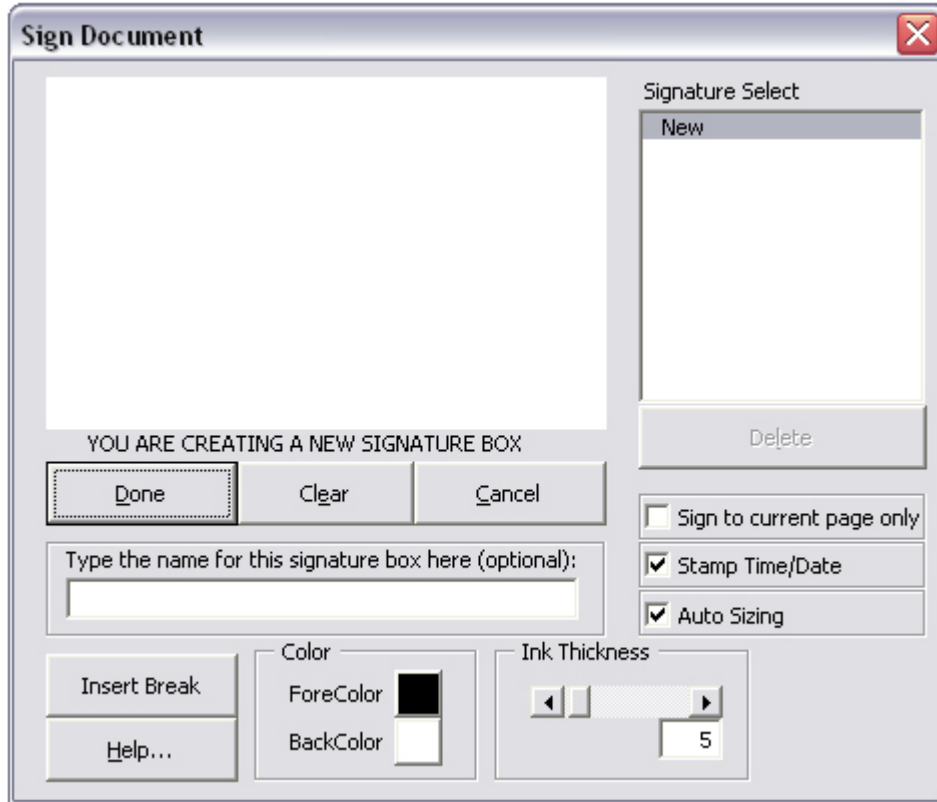 Sign Document
Signature Select
New
YOU ARE CREATING A NEW SIGNATURE BOX
Delete
Done Clear Cancel
Sign to current page only
Type the name for this signature box here (optional):
Stamp Time/Date
Auto Sizing
Insert Break
Help...
Color
ForeColor
BackColor
Ink Thickness
5